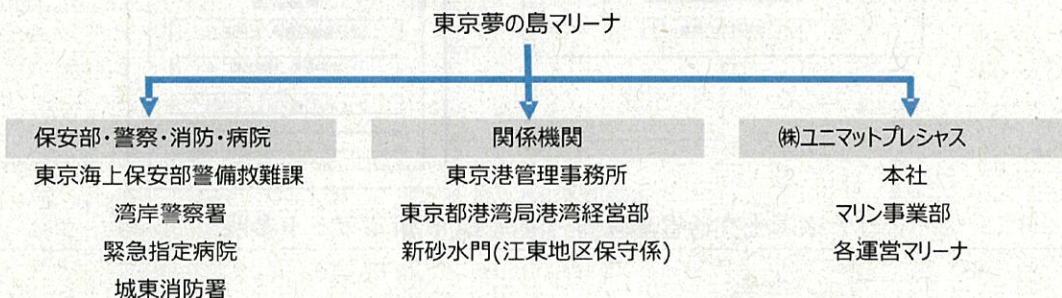 東京夢の島マリーナ
保安部・警察・消防・病院
東京海上保安部警備救難課
湾岸警察署
緊急指定病院
城東消防署
関係機関
東京港管理事務所
東京都港湾局港湾経営部
新砂水門(江東地区保守係)
㈱ユニマットプレシャス
本社
マリン事業部
各運営マリーナ